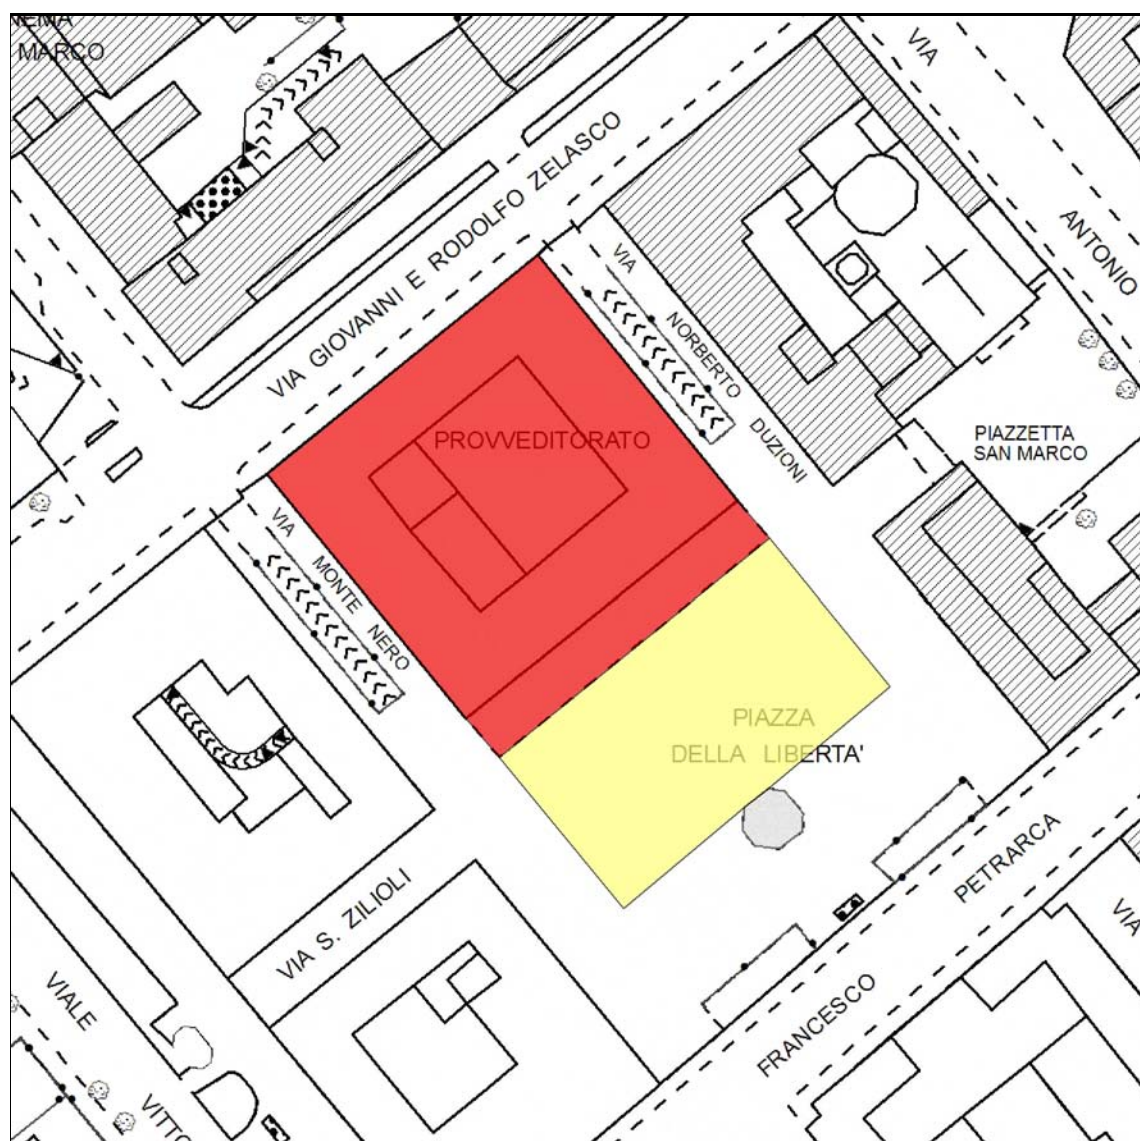 MARCO
VIA
ANTONIO
VIA GIOVANNI E RODOLFO ZELASCO
VIA NORBERTO DUZIONI
PROVVEDITORATO
PIAZZETTA
SAN MARCO
VIA MONTE NERO
PIAZZA
DELLA LIBERTA'
VIA S. ZILIOLI
FRANCESCO PETRARCA
VIA
VIALE
VITTO